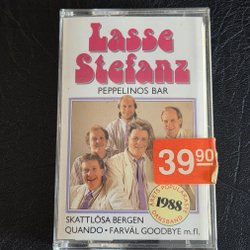 Lasse
Stefanz
PEPPELINOS BAR
39 90
1988
SKATTLÖSA BERGEN
QUANDO • FARVÄL GOODBYE m.fl.